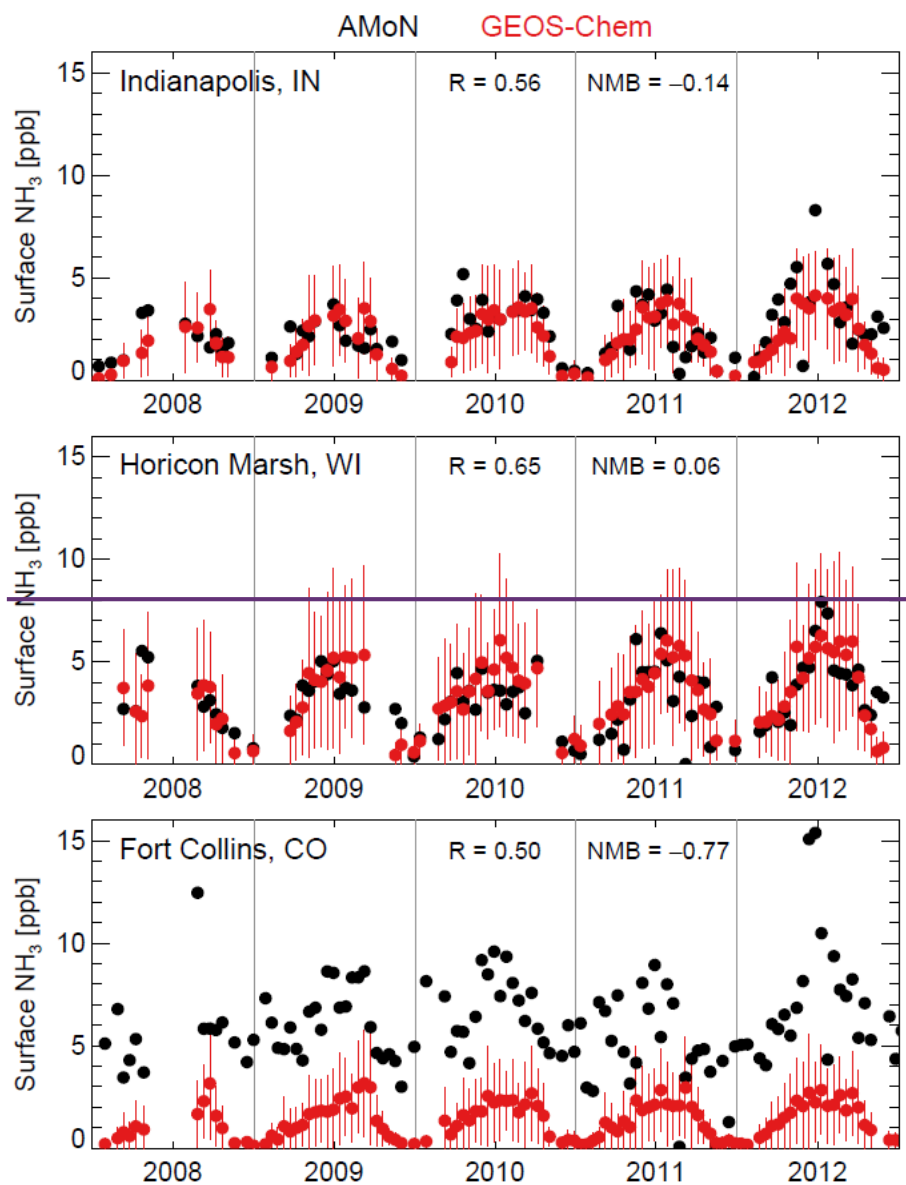 AMoN GEOS-Chem
Indianapolis, IN R = 0.56 NMB = −0.14
15
10
5
0
Surface NH3 [ppb]
2008 2009 2010 2011 2012
Horicon Marsh, WI R = 0.65 NMB = 0.06
15
10
5
0
Surface NH3 [ppb]
2008 2009 2010 2011 2012
Fort Collins, CO R = 0.50 NMB = −0.77
15
10
5
0
Surface NH3 [ppb]
2008 2009 2010 2011 2012